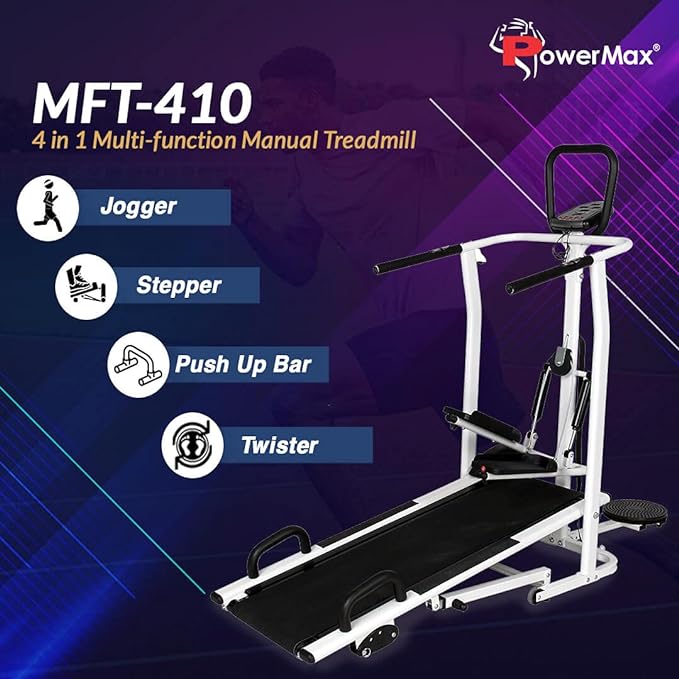 PowerMax®
MFT-410
4 in 1 Multi-function Manual Treadmill
Jogger
Stepper
Push Up Bar
Twister